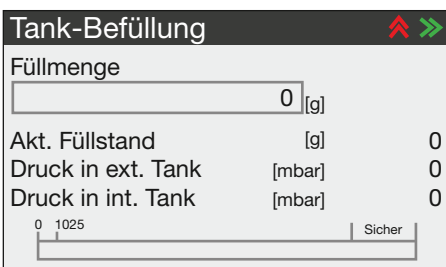 Tank-Befüllung
Füllmenge
0 [g]
Akt. Füllstand [g] 0
Druck in ext. Tank [mbar] 0
Druck in int. Tank [mbar] 0
0 1025 Sicher